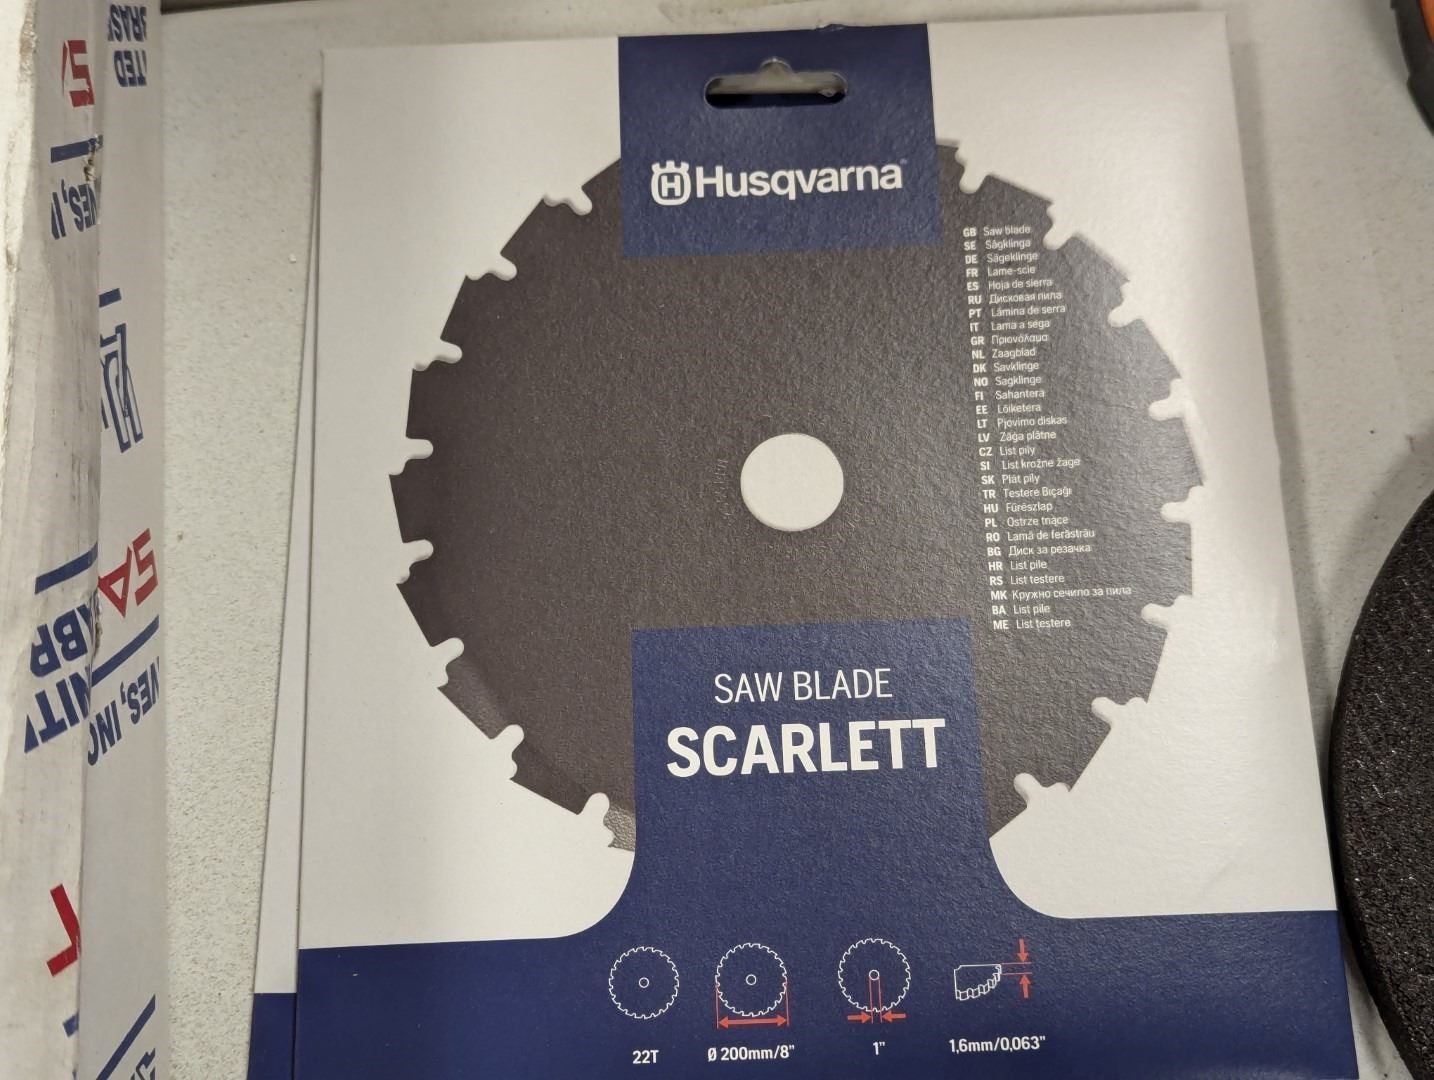 Husqvarna
GB Saw blade
SE Sågklinga
DE Sägeklinge
FR Lame-scie
ES Hoja de sierra
RU Дисковая пила
PT Lâmina de serra
IT Lama a sega
GR Πριονόλαμα
NL Zaagblad
DK Savklinge
NO Sagklinge
FI Sahanterä
EE Lõiketera
LT Pjovimo diskas
LV Zāģa plātne
CZ List pily
SI List krožne žage
SK Plát pily
TR Testere Bıçağı
HU Fűrészlap
PL Ostrze tnące
RO Lamă de ferăstrău
BG Диск за резачка
HR List pile
RS List testere
MK Кружно сечило за пила
BA List pile
ME List testere
SAW BLADE
SCARLETT
22T
Ø 200mm/8"
1"
1,6mm/0,063"